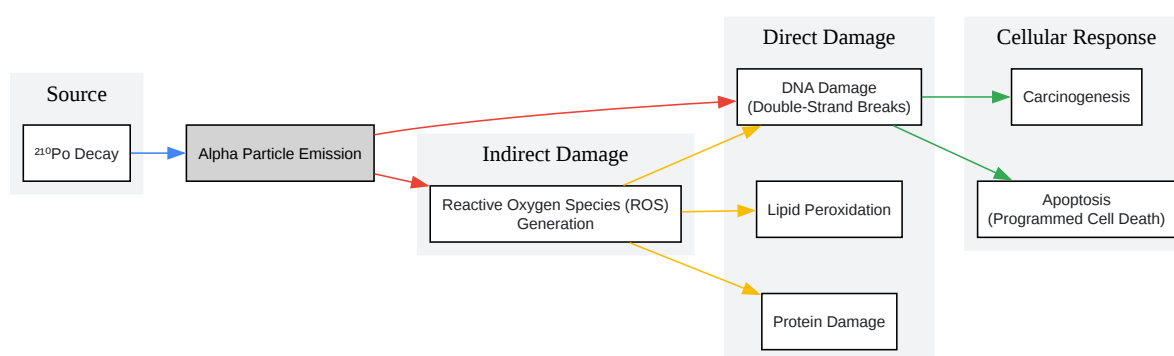 Source
²¹⁰Po Decay
Alpha Particle Emission
Indirect Damage
Reactive Oxygen Species (ROS)
Generation
Direct Damage
DNA Damage
(Double-Strand Breaks)
Lipid Peroxidation
Protein Damage
Cellular Response
Carcinogenesis
Apoptosis
(Programmed Cell Death)